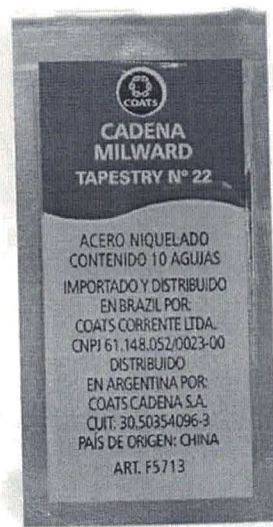 COATS
CADENA
MILWARD
TAPESTRY Nº 22
ACERO NIQUELADO
CONTENIDO 10 AGUJAS
IMPORTADO Y DISTRIBUIDO
EN BRAZIL POR:
COATS CORRENTE LTDA.
CNPJ 61.148.052/0023-00
DISTRIBUIDO
EN ARGENTINA POR:
COATS CADENA S.A.
CUIT: 30.50354096-3
PAÍS DE ORIGEN: CHINA
ART. F5713